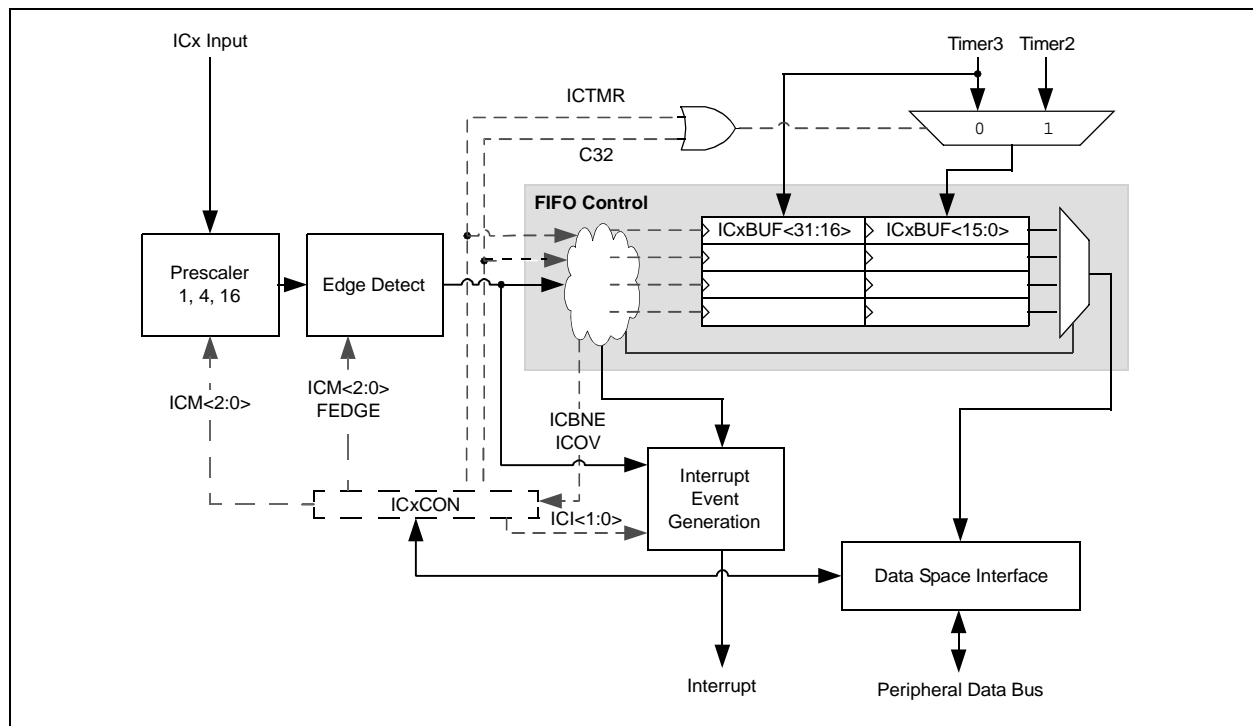 ICx Input
Timer3
Timer2
ICTMR
0
1
C32
FIFO Control
ICxBUF<31:16>
ICxBUF<15:0>
Prescaler
1, 4, 16
Edge Detect
ICM<2:0>
ICM<2:0>
FEDGE
ICBNE
ICOV
Interrupt
Event
Generation
ICxCON
ICI<1:0>
Data Space Interface
Interrupt
Peripheral Data Bus